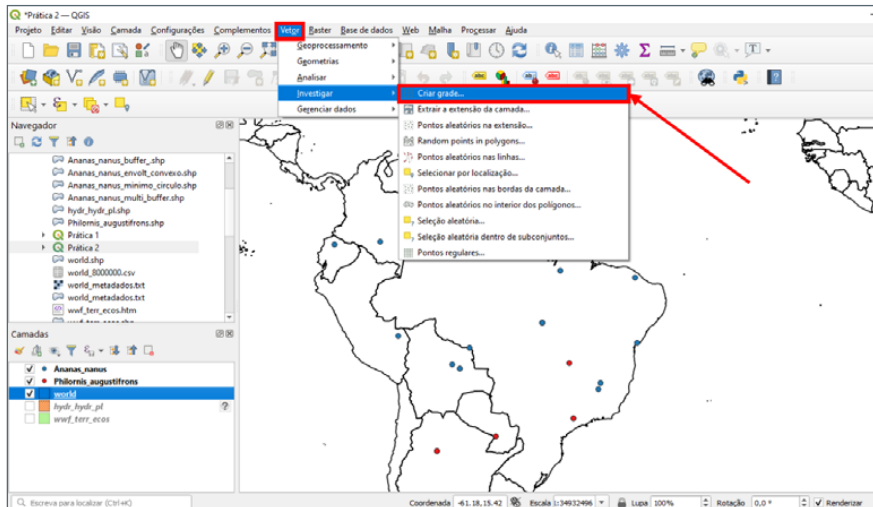 *Prática 2 — QGIS
Projeto Editar Visão Camada Configurações Complementos Vetor Raster Base de dados Web Malha Processar Ajuda
Geoprocessamento
Geometrias
Analisar
Investigar
Gerenciar dados
Criar grade...
Extrair a extensão da camada...
Pontos aleatórios na extensão...
Random points in polygons...
Pontos aleatórios nas linhas...
Selecionar por localização...
Pontos aleatórios nas bordas da camada...
Pontos aleatórios no interior dos polígonos...
Seleção aleatória...
Seleção aleatória dentro de subconjuntos...
Pontos regulares...
Navegador
Ananas_nanus_buffer_.shp
Ananas_nanus_envolt_convexo.shp
Ananas_nanus_minimo_circulo.shp
Ananas_nanus_multi_buffer.shp
hydr_hydr_pl.shp
Philornis_augustifrons.shp
Prática 1
Prática 2
world.shp
world_8000000.csv
world_metadados.txt
world_metadados.txt
wwf_terr_ecos.htm
Camadas
Ananas_nanus
Philornis_augustifrons
world
hydr_hydr_pl
?
wwf_terr_ecos
Escreva para localizar (Ctrl+K)
Coordenada -61.18,15.42 Escala 1:34932496 Lupa 100% Rotação 0,0 ° Renderizar